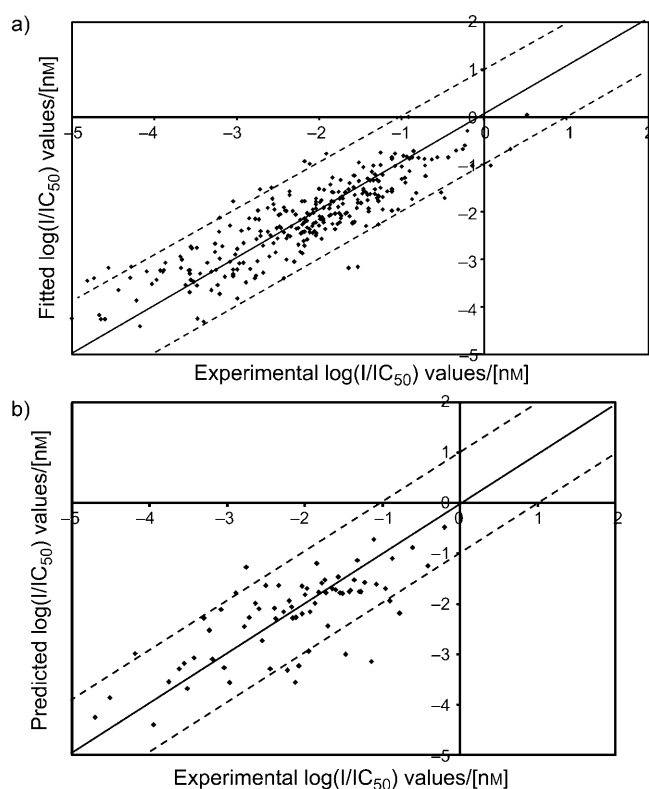 a)
Fitted log(I/IC50) values/[nM]
2
1
0
–5 –4 –3 –2 –1 0 1 2
–1
–2
–3
–4
–5
Experimental log(I/IC50) values/[nM]
b)
Predicted log(I/IC50) values/[nM]
2
1
0
–5 –4 –3 –2 –1 0 1 2
–1
–2
–3
–4
–5
Experimental log(I/IC50) values/[nM]